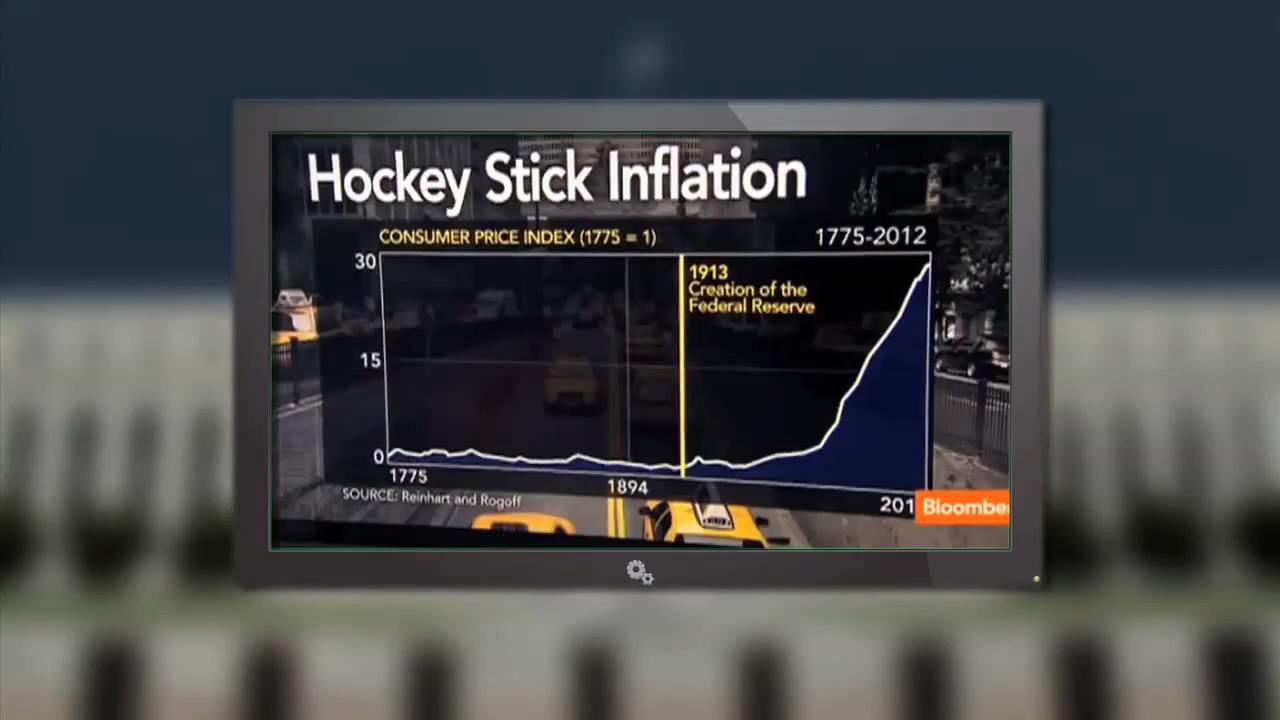 Hockey Stick Inflation
CONSUMER PRICE INDEX (1775 = 1)
1775-2012
30
1913
Creation of the
Federal Reserve
15
0
1775
1894
201
SOURCE: Reinhart and Rogoff
Bloombe